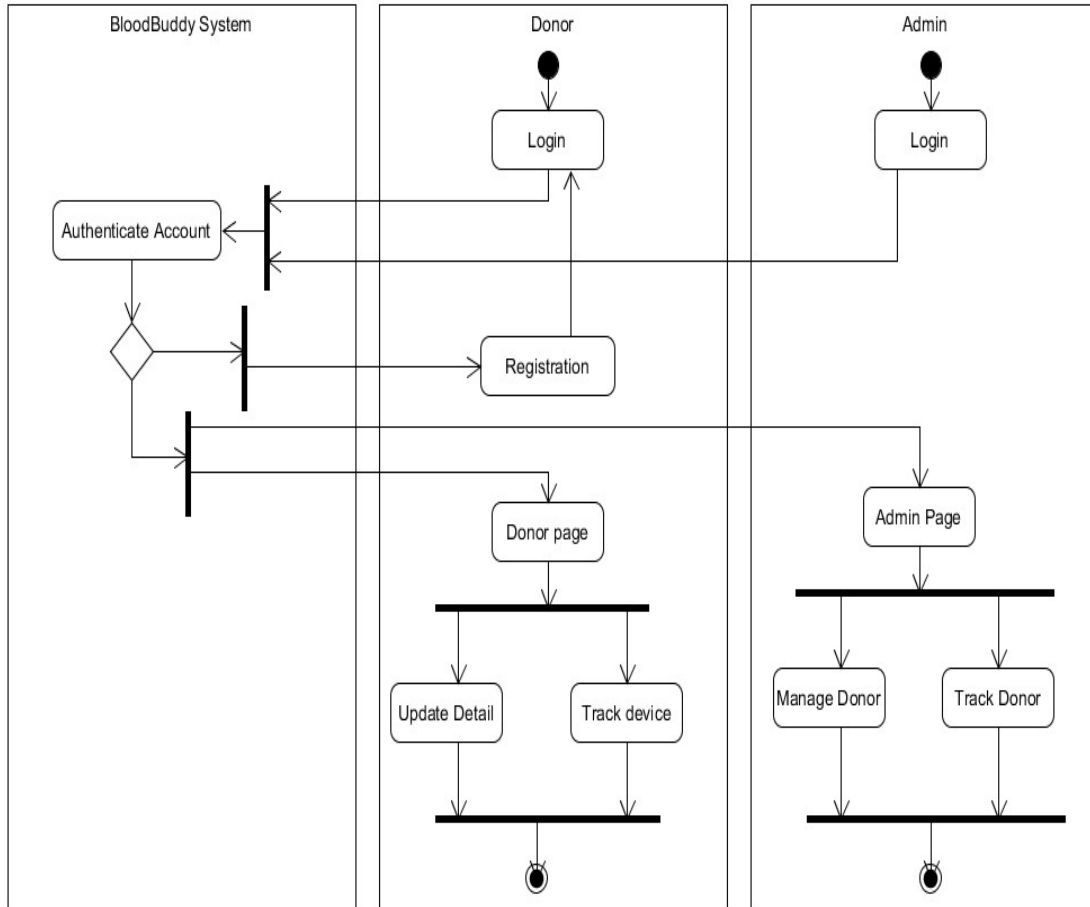 BloodBuddy System
Donor
Admin
Login
Login
Authenticate Account
Registration
Donor page
Admin Page
Update Detail
Track device
Manage Donor
Track Donor